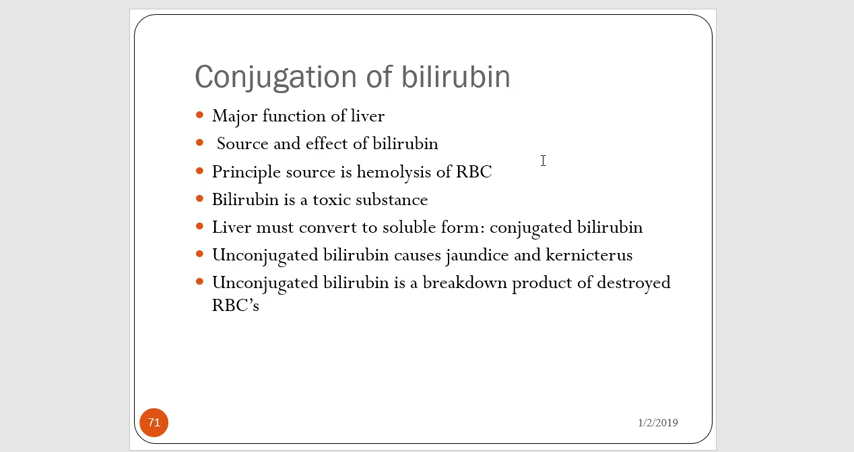 Conjugation of bilirubin
Major function of liver
Source and effect of bilirubin
Principle source is hemolysis of RBC
Bilirubin is a toxic substance
Liver must convert to soluble form: conjugated bilirubin
Unconjugated bilirubin causes jaundice and kernicterus
Unconjugated bilirubin is a breakdown product of destroyed
RBC’s
71
1/2/2019